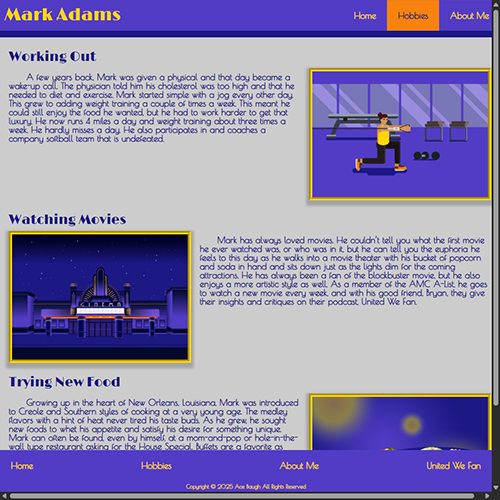 Mark Adams
Home Hobbies About Me
Working Out
A few years back, Mark was given a physical, and that day became a
wake-up call. The physician told him his cholesterol was too high and that he
needed to diet and exercise. Mark started simple with a jog every other day.
This grew to adding weight training a couple of times a week. This meant he
could still enjoy the food he wanted, but he had to work harder to get that
luxury. He now runs 4 miles a day and weight training about three times a
week. He hardly misses a day. He also participates in and coaches a
company softball team that is undefeated.
Watching Movies
CINEMA
Mark has always loved movies. He couldn't tell you what the first movie
he ever watched was, or who was in it, but he can tell you the euphoria he
feels to this day as he walks into a movie theater with his bucket of popcorn
and soda in hand and sits down just as the lights dim for the coming
attractions. He has always been a fan of the blockbuster movie, but he also
enjoys a more artistic style as well. As a member of the AMC A-List, he goes
to watch a new movie every week, and with his good friend, Bryan, they give
their insights and critiques on their podcast, United We Fan.
Trying New Food
Growing up in the heart of New Orleans, Louisiana, Mark was introduced
to Creole and Southern styles of cooking at a very young age. The medley
flavors with a hint of heat never tired his taste buds. As he grew, he sought
new foods to whet his appetite and satisfy his desire for something unique.
Mark can often be found, even by himself, at a mom-and-pop or hole-in-the-
wall type restaurant asking for the House Special. Buffets are a favorite as
Home Hobbies About Me United We Fan
Copyright © 2025 Ace Baugh All Rights Reserved